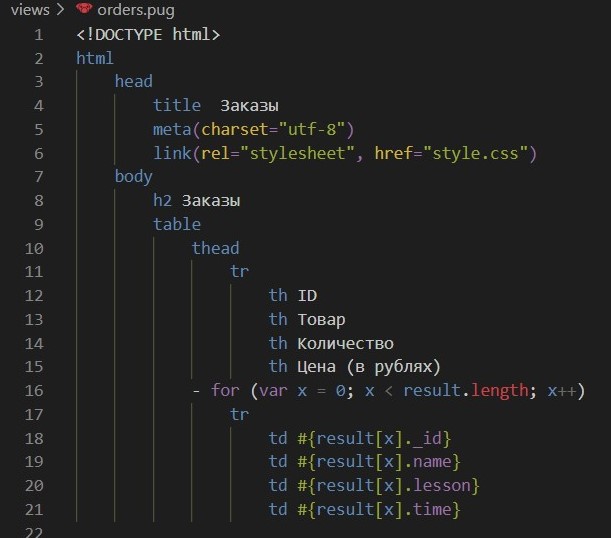 views > orders.pug
1 <!DOCTYPE html>
2 html
3 head
4 title  Заказы
5 meta(charset="utf-8")
6 link(rel="stylesheet", href="style.css")
7 body
8 h2 Заказы
9 table
10 thead
11 tr
12 th ID
13 th Товар
14 th Количество
15 th Цена (в рублях)
16 - for (var x = 0; x < result.length; x++)
17 tr
18 td #{result[x]._id}
19 td #{result[x].name}
20 td #{result[x].lesson}
21 td #{result[x].time}
22